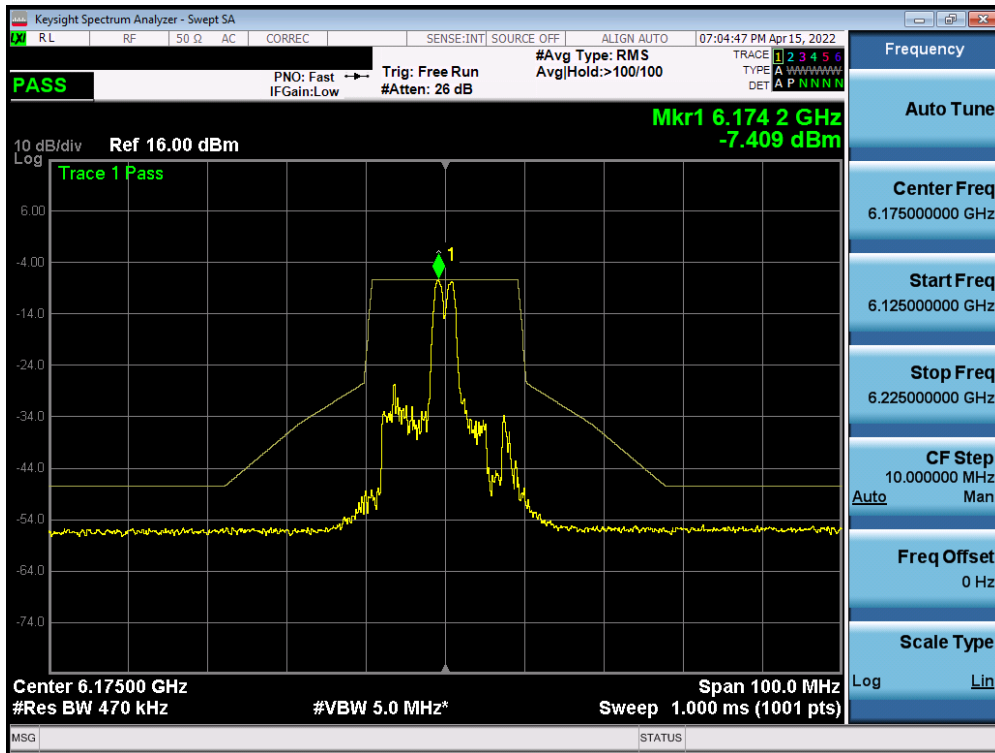 Keysight Spectrum Analyzer - Swept SA
LXI RL RF 50 Ω AC CORREC SENSE:INT SOURCE OFF ALIGN AUTO 07:04:47 PM Apr 15, 2022
PASS
PNO: Fast
IFGain:Low
Trig: Free Run
#Atten: 26 dB
#Avg Type: RMS
Avg|Hold:>100/100
TRACE 1 2 3 4 5 6
TYPE A WWWWW
DET A P N N N N
Mkr1 6.174 2 GHz
-7.409 dBm
10 dB/div Ref 16.00 dBm
Log
Trace 1 Pass
6.00
-4.00
1
-14.0
-24.0
-34.0
-44.0
-54.0
-64.0
-74.0
Center 6.17500 GHz Span 100.0 MHz
#Res BW 470 kHz #VBW 5.0 MHz* Sweep 1.000 ms (1001 pts)
MSG STATUS
Frequency
Auto Tune
Center Freq
6.175000000 GHz
Start Freq
6.125000000 GHz
Stop Freq
6.225000000 GHz
CF Step
10.000000 MHz
Auto Man
Freq Offset
0 Hz
Scale Type
Log Lin